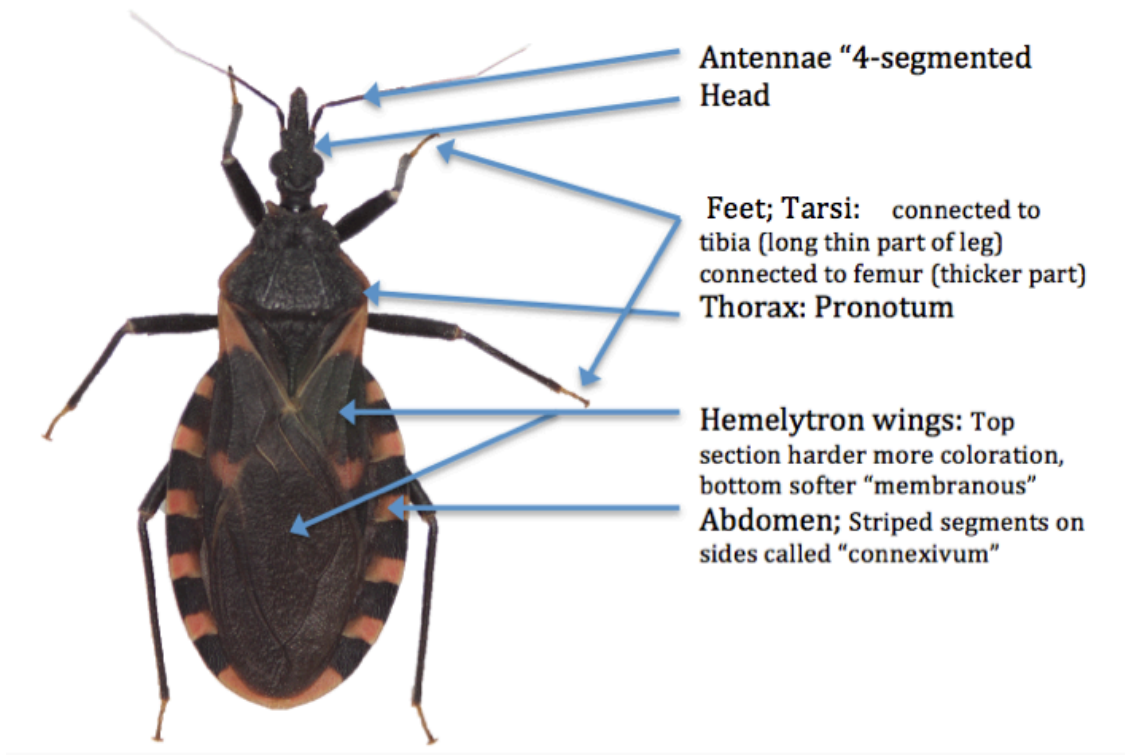 Antennae “4-segmented
Head
Feet; Tarsi: connected to
tibia (long thin part of leg)
connected to femur (thicker part)
Thorax: Pronotum
Hemelytron wings: Top
section harder more coloration,
bottom softer “membranous”
Abdomen; Striped segments on
sides called “connexivum”